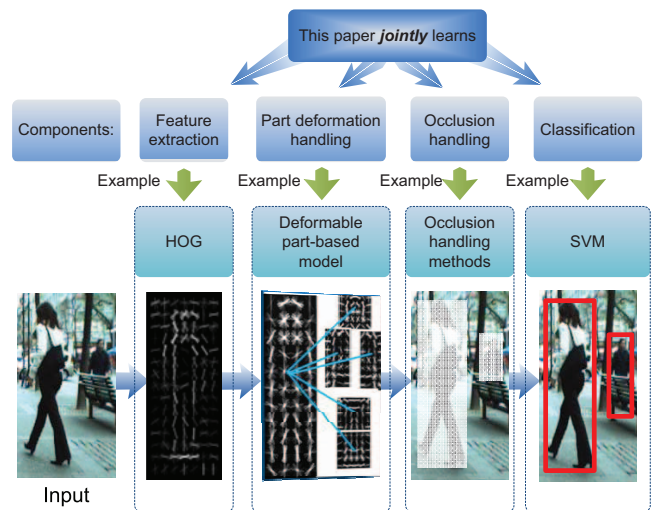 This paper jointly learns
Components:
Feature
extraction
Part deformation
handling
Occlusion
handling
Classification
Example
Example
Example
Example
HOG
Deformable
part-based
model
Occlusion
handling
methods
SVM
Input